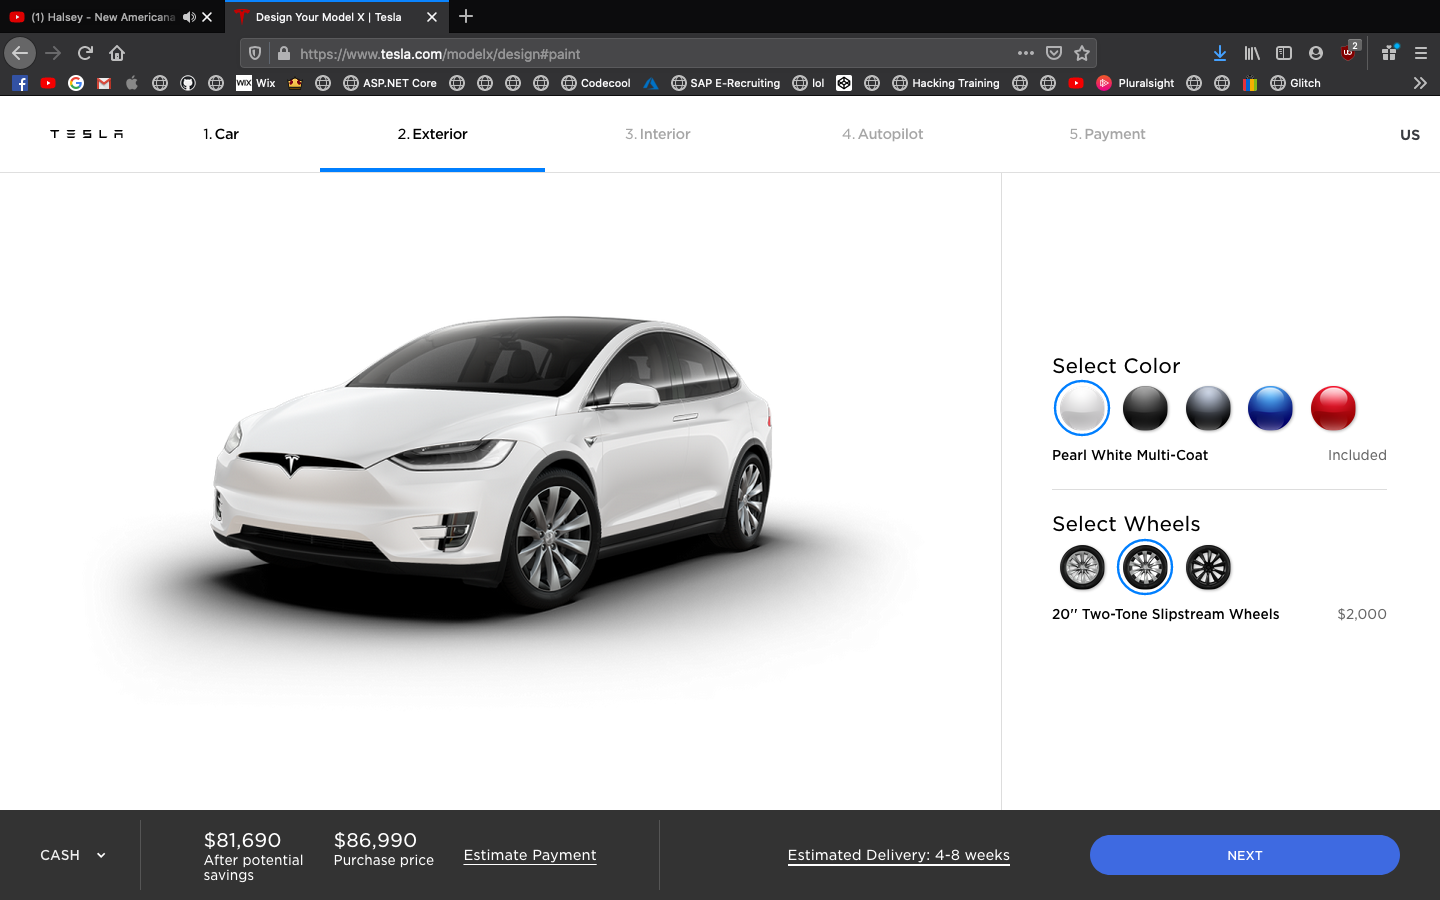 (1) Halsey - New Americana
Design Your Model X | Tesla
https://www.tesla.com/modelx/design#paint
2
WIX Wix
ASP.NET Core
Codecool
SAP E-Recruiting
lol
Hacking Training
Pluralsight
Glitch
TESLA
1. Car
2. Exterior
3. Interior
4. Autopilot
5. Payment
US
Select Color
Pearl White Multi-Coat
Included
Select Wheels
20'' Two-Tone Slipstream Wheels
$2,000
CASH
$81,690
After potential
savings
$86,990
Purchase price
Estimate Payment
Estimated Delivery: 4-8 weeks
NEXT